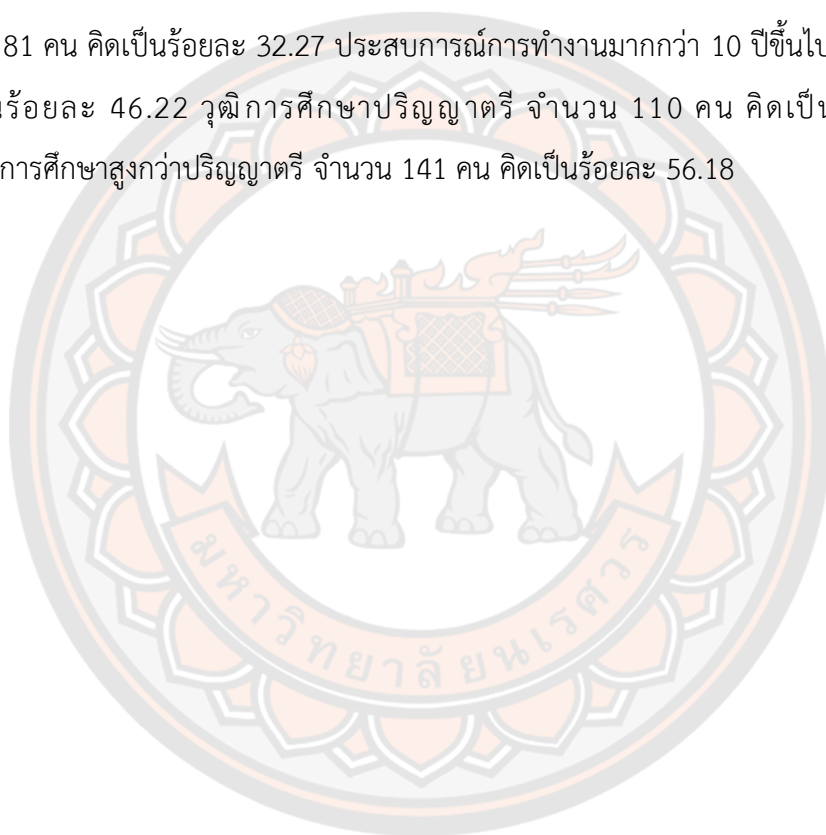 81 คน คิดเป็นร้อยละ 32.27 ประสบการณ์การทำงานมากกว่า 10 ปีขึ้นไป
ร้อยละ 46.22 วุฒิการศึกษาปริญญาตรี จำนวน 110 คน คิดเป็น
การศึกษาสูงกว่าปริญญาตรี จำนวน 141 คน คิดเป็นร้อยละ 56.18
มหาวิทยาลัยนเรศวร